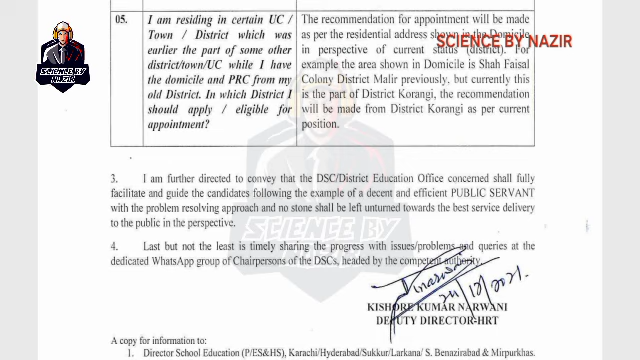 SCIENCE BY NAZIR
05. I am residing in certain UC / Town / District which was earlier the part of some other district/town/UC while I have the domicile and PRC from my old District. In which District I should apply / eligible for appointment?
The recommendation for appointment will be made
as per the residential address shown in the Domicile
in perspective of current status (district). For
example the area shown in Domicile is Shah Faisal
Colony District Malir previously, but currently this
is the part of District Korangi, the recommendation
will be made from District Korangi as per current
position.
SCIENCE BY NAZIR
3. I am further directed to convey that the DSC/District Education Office concerned shall fully
facilitate and guide the candidates following the example of a decent and efficient PUBLIC SERVANT
with the problem resolving approach and no stone shall be left unturned towards the best service delivery
to the public in the perspective.
4. Last but not the least is timely sharing the progress with issues/problems and queries at the
dedicated WhatsApp group of Chairpersons of the DSCs, headed by the competent authority.
SCIENCE BY
KISHORE KUMAR NARWANI
DEPUTY DIRECTOR-HRT
A copy for information to:
1. Director School Education (P/ES&HS), Karachi/Hyderabad/Sukkur/Larkana/ S. Benazirabad & Mirpurkhas.